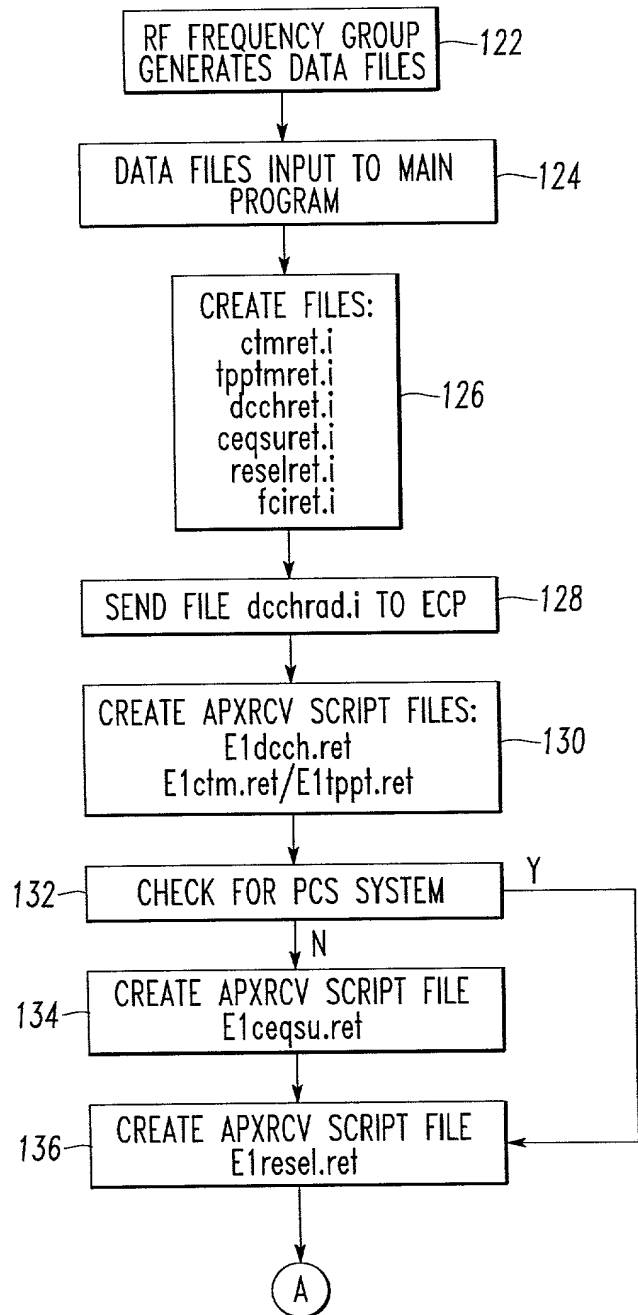 RF FREQUENCY GROUP
GENERATES DATA FILES
122
DATA FILES INPUT TO MAIN
PROGRAM
124
CREATE FILES:
ctmret.i
tpptmret.i
dcchret.i
ceqsuret.i
reselret.i
fciret.i
126
SEND FILE dcchrad.i TO ECP
128
CREATE APXRCV SCRIPT FILES:
E1dcch.ret
E1ctm.ret/E1tppt.ret
130
132
CHECK FOR PCS SYSTEM
Y
N
134
CREATE APXRCV SCRIPT FILE
E1ceqsu.ret
136
CREATE APXRCV SCRIPT FILE
E1resel.ret
A